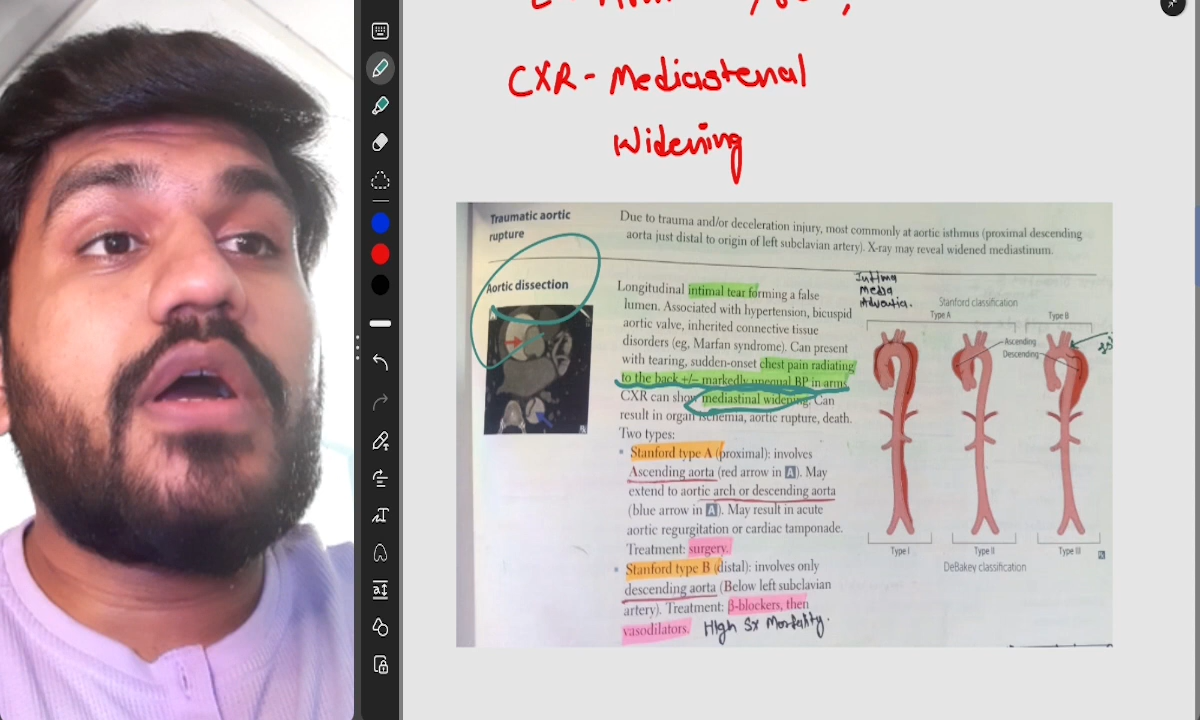 CXR - Mediastenal
Widening
Traumatic aortic
rupture
Due to trauma and/or deceleration injury, most commonly at aortic isthmus (proximal descending
aorta just distal to origin of left subclavian artery). X-ray may reveal widened mediastinum.
Aortic dissection
A
Longitudinal intimal tear forming a false
lumen. Associated with hypertension, bicuspid
aortic valve, inherited connective tissue
disorders (eg, Marfan syndrome). Can present
with tearing, sudden-onset chest pain radiating
to the back +/– markedly unequal BP in arms.
CXR can show mediastinal widening. Can
result in organ ischemia, aortic rupture, death.
Two types:
▪ Stanford type A (proximal): involves
Ascending aorta (red arrow in A). May
extend to aortic arch or descending aorta
(blue arrow in A). May result in acute
aortic regurgitation or cardiac tamponade.
Treatment: surgery.
▪ Stanford type B (distal): involves only
descending aorta (Below left subclavian
artery). Treatment: β-blockers, then
vasodilators. High Sx Mortality.
Intima
Media
Adventia.
Stanford classification
Type A
Type B
Ascending
Descending
Type I
Type II
Type III
DeBakey classification